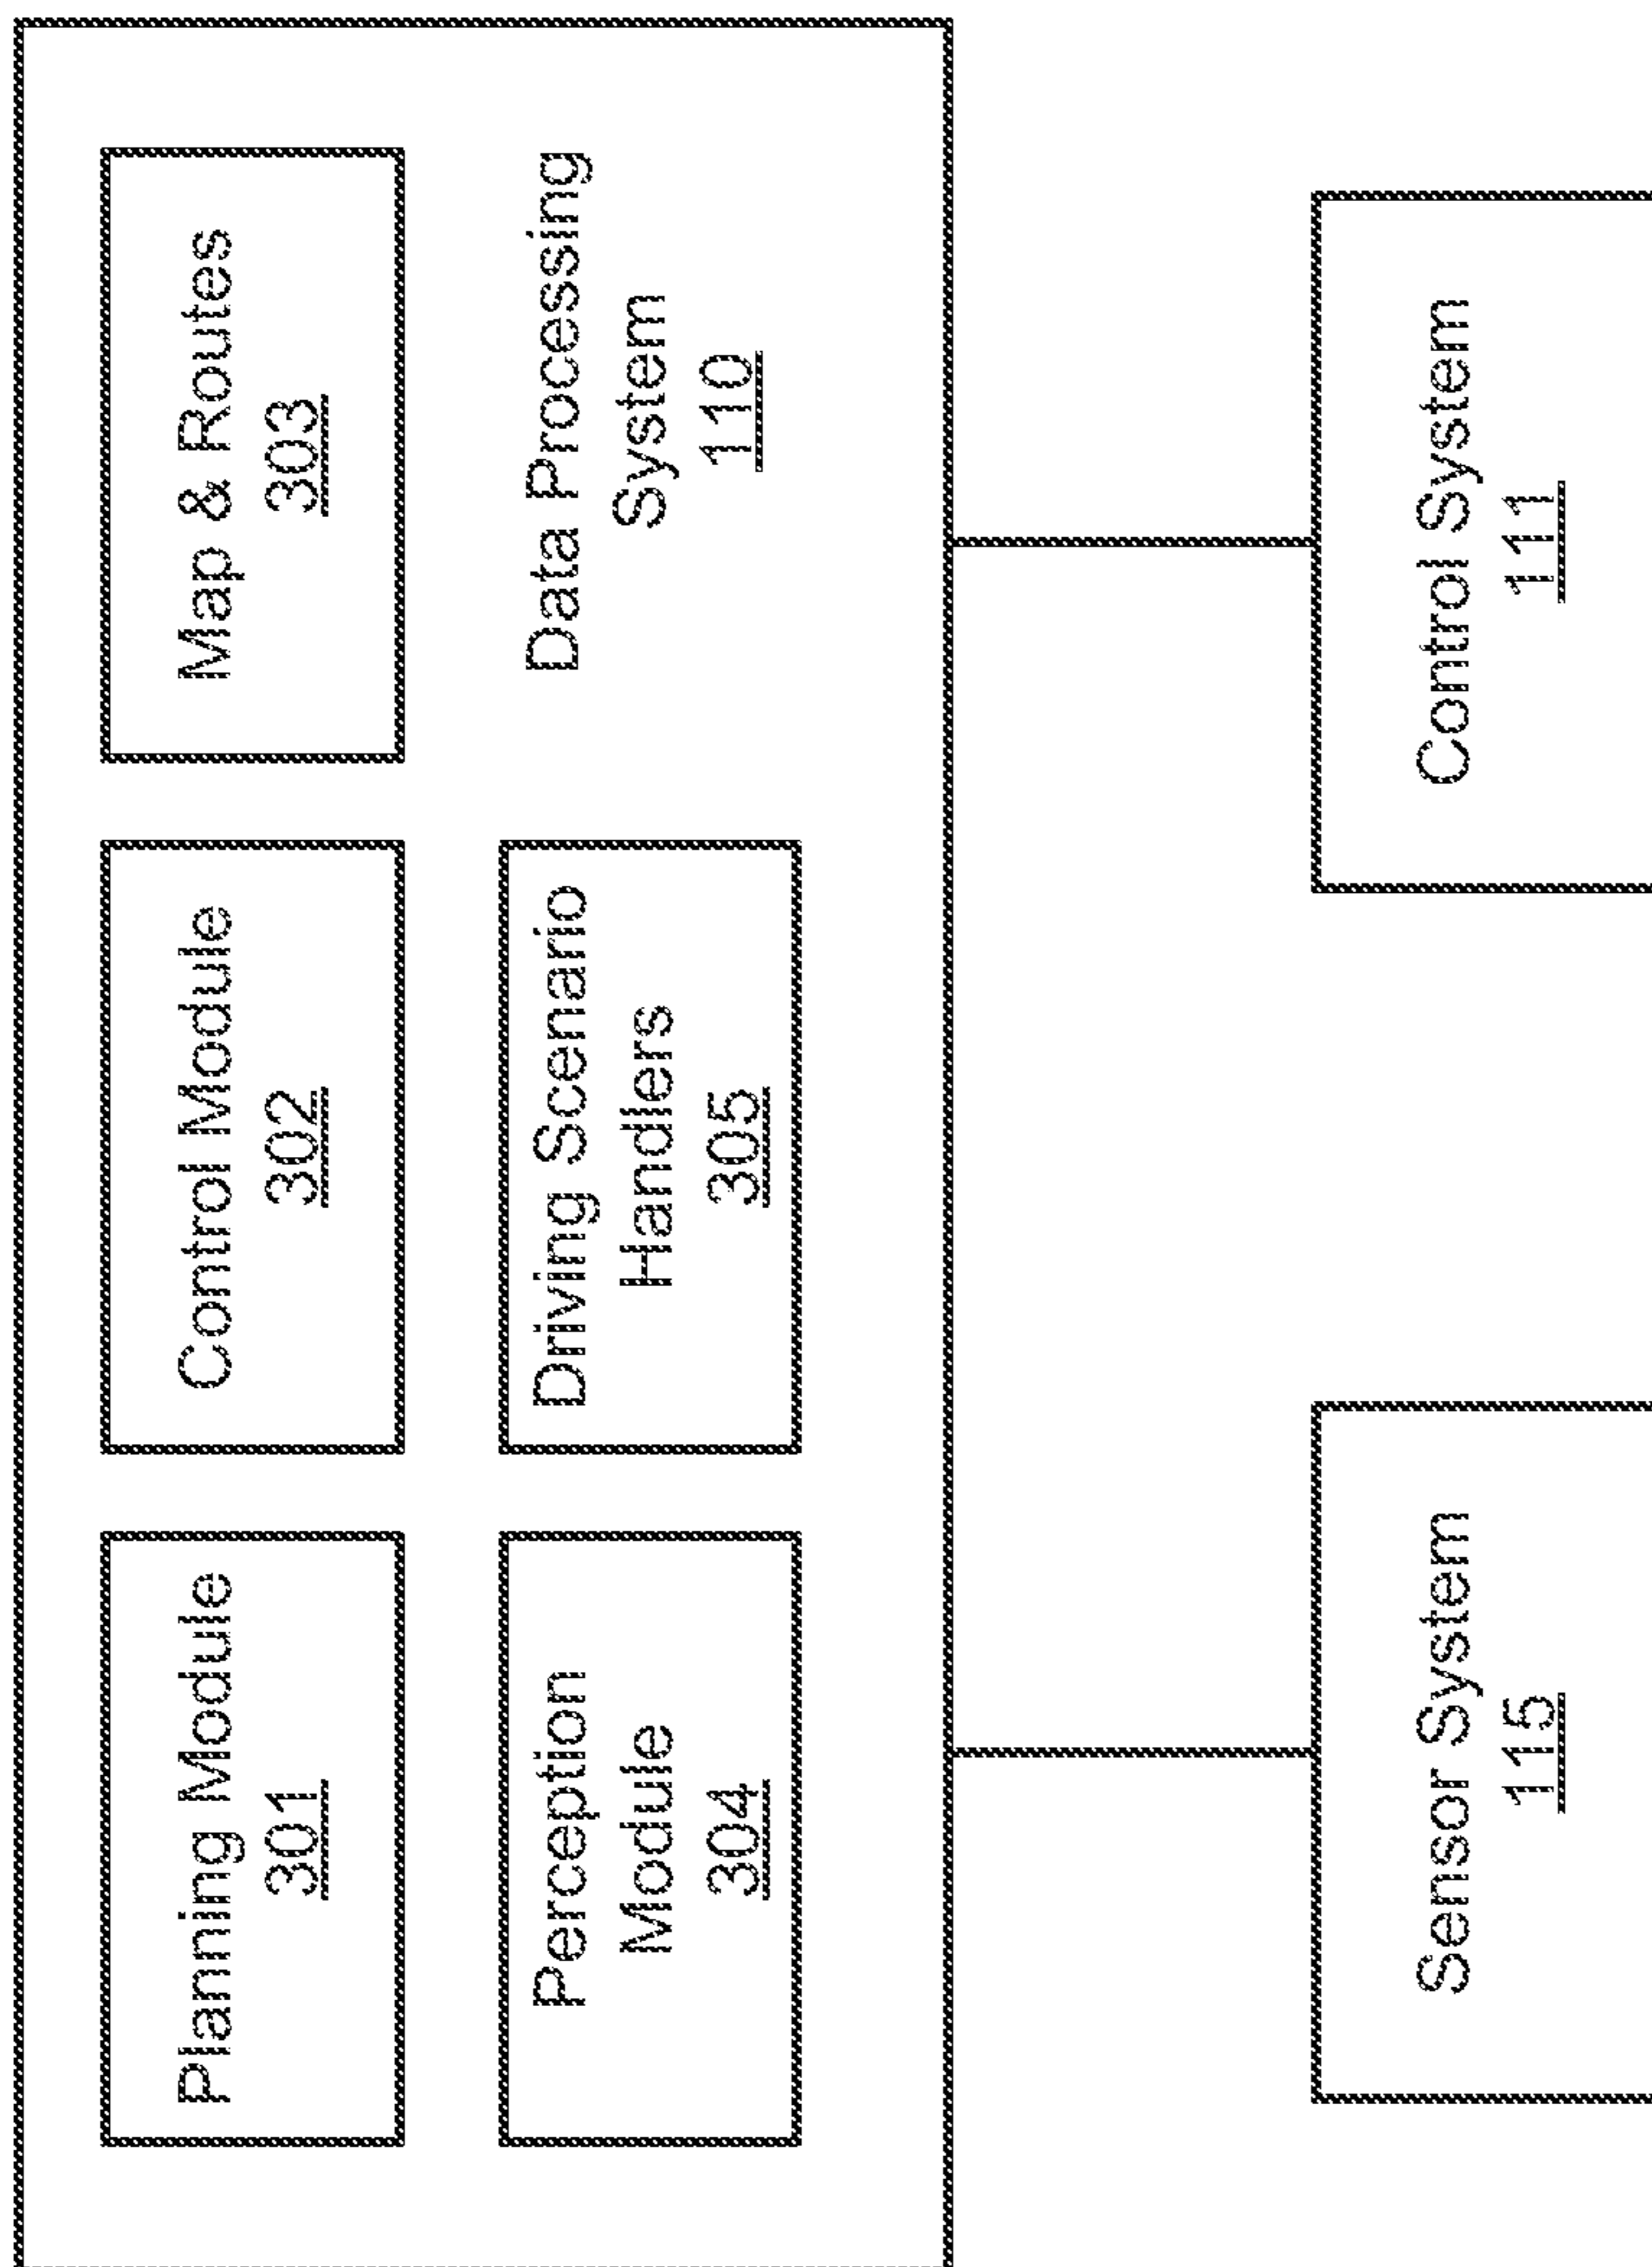 Planning Module
301
Control Module
302
Map & Routes
303
Perception
Module
304
Driving Scenario
Handlers
305
Data Processing
System
110
Sensor System
115
Control System
111